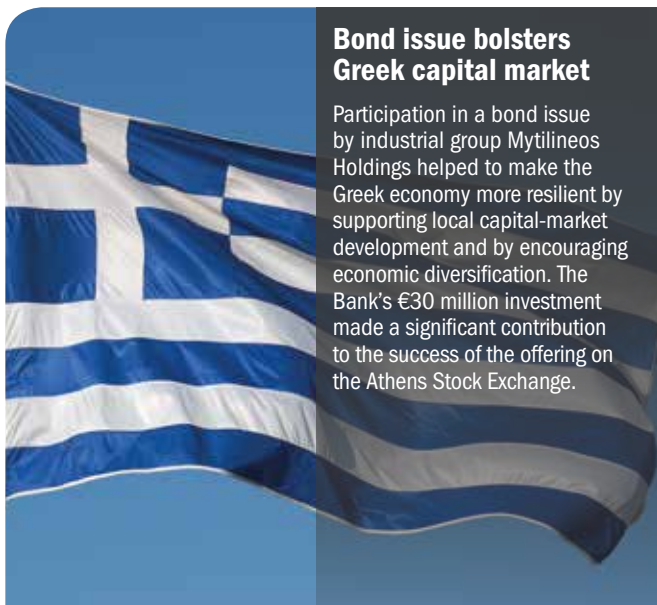 Bond issue bolsters
Greek capital market
Participation in a bond issue
by industrial group Mytilineos
Holdings helped to make the
Greek economy more resilient by
supporting local capital-market
development and by encouraging
economic diversification. The
Bank’s €30 million investment
made a significant contribution
to the success of the offering on
the Athens Stock Exchange.